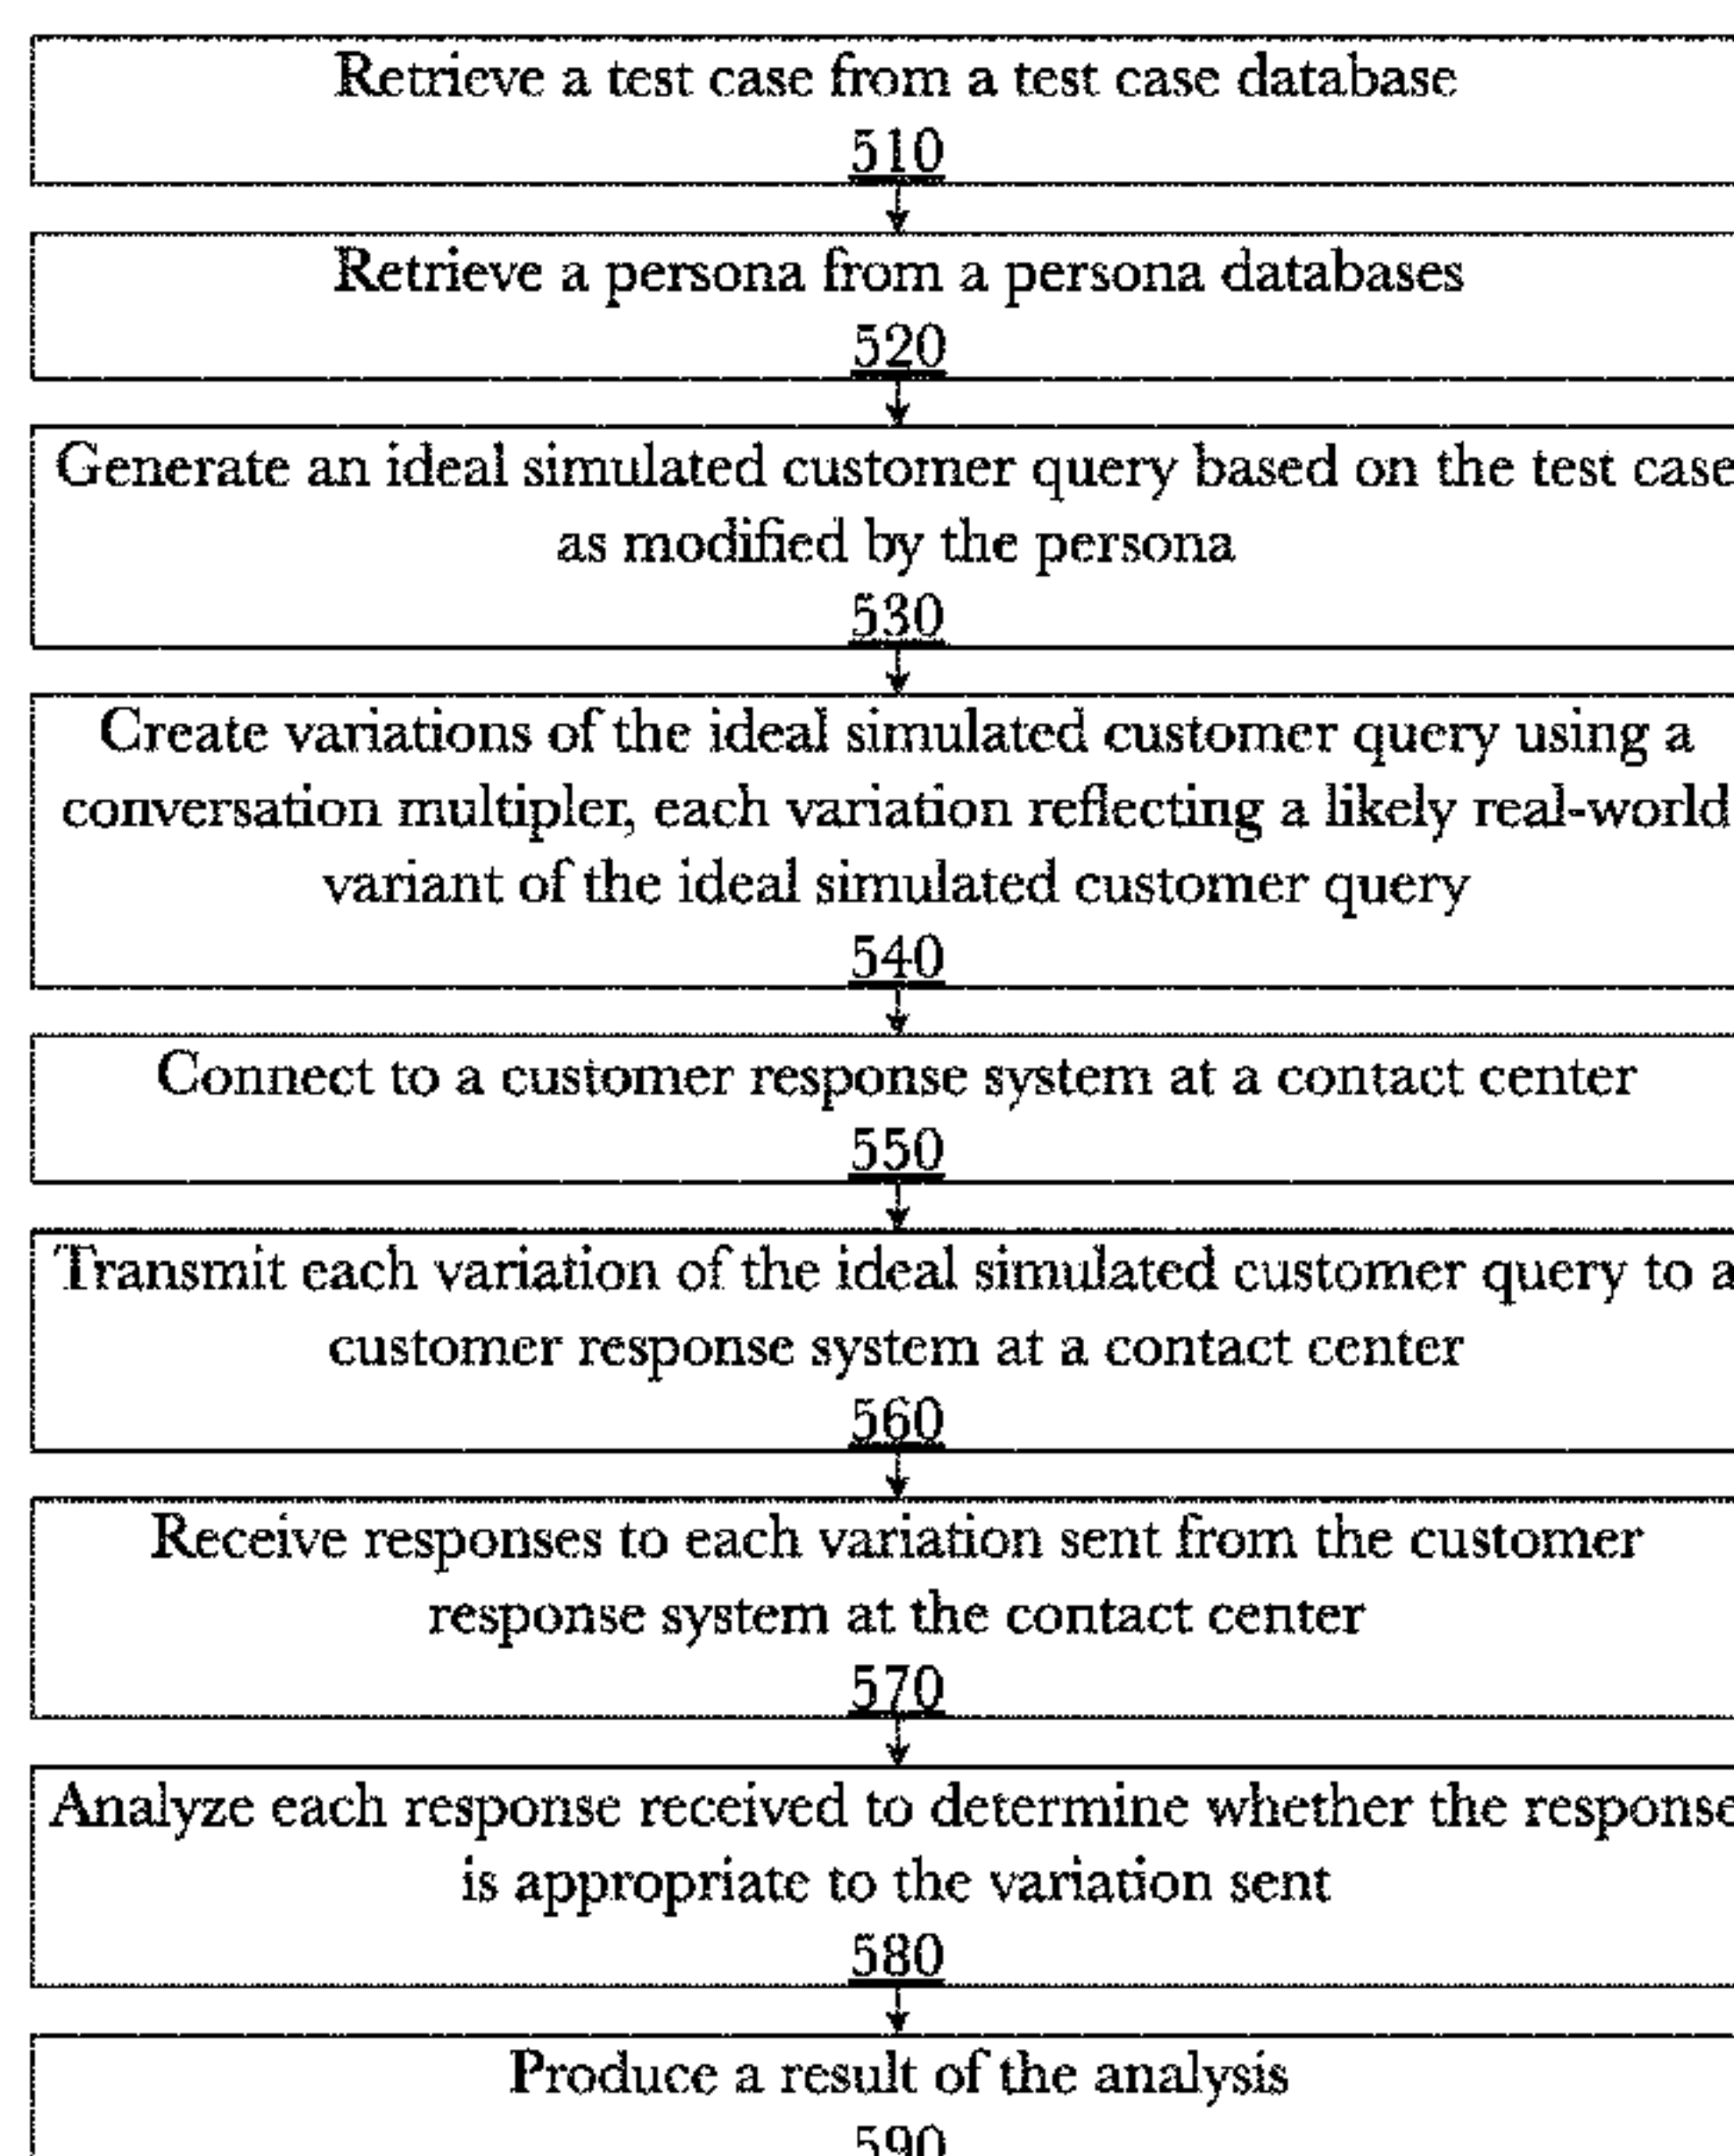 Retrieve a test case from a test case database
510
Retrieve a persona from a persona databases
520
Generate an ideal simulated customer query based on the test case
as modified by the persona
530
Create variations of the ideal simulated customer query using a
conversation multipler, each variation reflecting a likely real-world
variant of the ideal simulated customer query
540
Connect to a customer response system at a contact center
550
Transmit each variation of the ideal simulated customer query to a
customer response system at a contact center
560
Receive responses to each variation sent from the customer
response system at the contact center
570
Analyze each response received to determine whether the response
is appropriate to the variation sent
580
Produce a result of the analysis
590